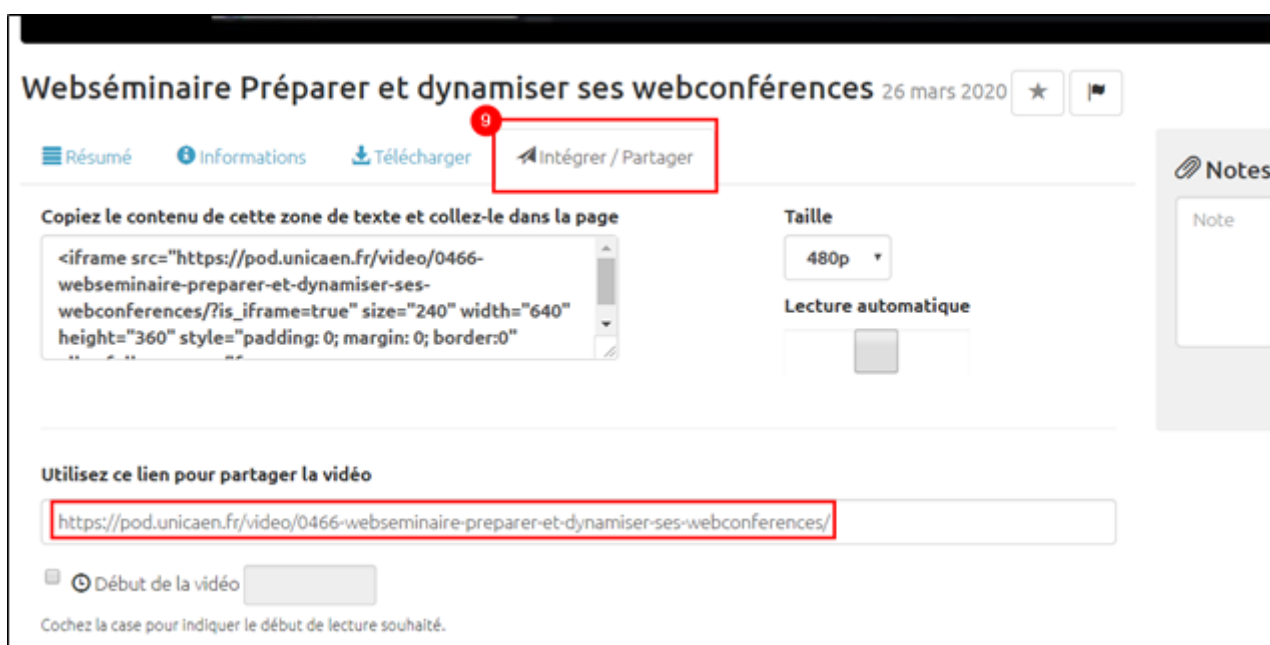 Webséminaire Préparer et dynamiser ses webconférences 26 mars 2020
9
Résumé Informations Télécharger Intégrer / Partager
Notes
Copiez le contenu de cette zone de texte et collez-le dans la page
Taille
Note
<iframe src="https://pod.unicaen.fr/video/0466-
webseminaire-preparer-et-dynamiser-ses-
webconferences/?is_iframe=true" size="240" width="640"
height="360" style="padding: 0; margin: 0; border:0"
480p
Lecture automatique
Utilisez ce lien pour partager la vidéo
https://pod.unicaen.fr/video/0466-webseminaire-preparer-et-dynamiser-ses-webconferences/
Début de la vidéo
Cochez la case pour indiquer le début de lecture souhaité.